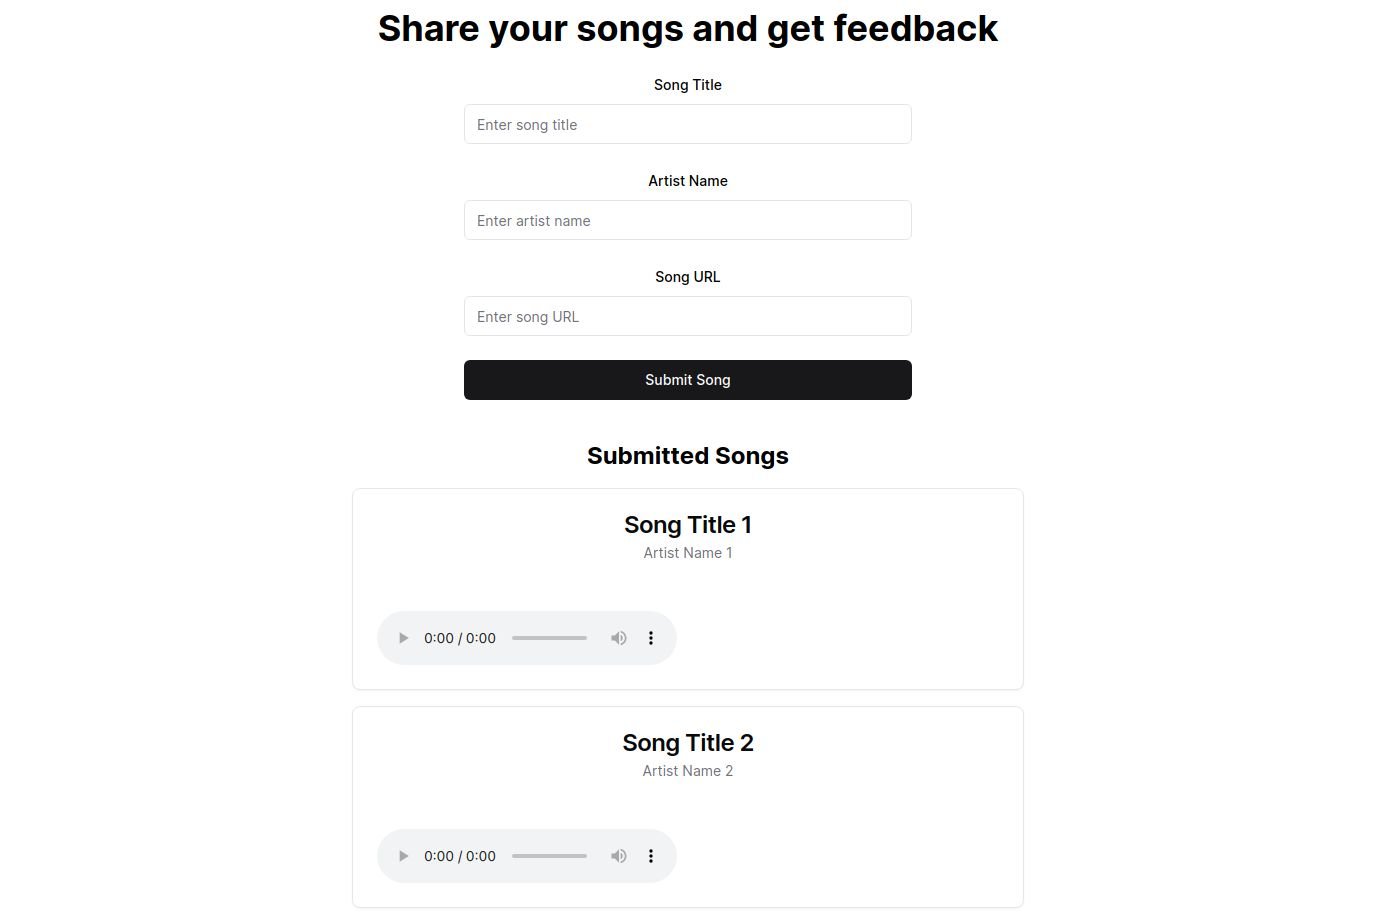 Share your songs and get feedback
Song Title
Enter song title
Artist Name
Enter artist name
Song URL
Enter song URL
Submit Song
Submitted Songs
Song Title 1
Artist Name 1
0:00 / 0:00
Song Title 2
Artist Name 2
0:00 / 0:00